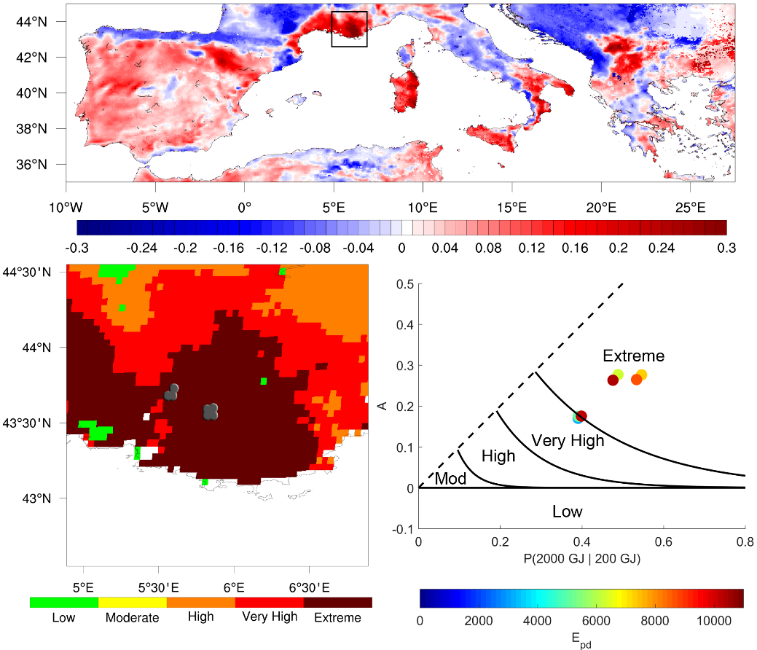 44°N
42°N
40°N
38°N
36°N
10°W 5°W 0° 5°E 10°E 15°E 20°E 25°E
-0.3 -0.24 -0.2 -0.16 -0.12 -0.08 -0.04 0 0.04 0.08 0.12 0.16 0.2 0.24 0.3
44°30'N
44°N
43°30'N
43°N
5°E 5°30'E 6°E 6°30'E
Low Moderate High Very High Extreme
0.5
0.4
0.3
0.2
0.1
0
-0.1
A
Extreme
Very High
High
Mod
Low
0 0.2 0.4 0.6 0.8
P(2000 GJ | 200 GJ)
0 2000 4000 6000 8000 10000
E_pd